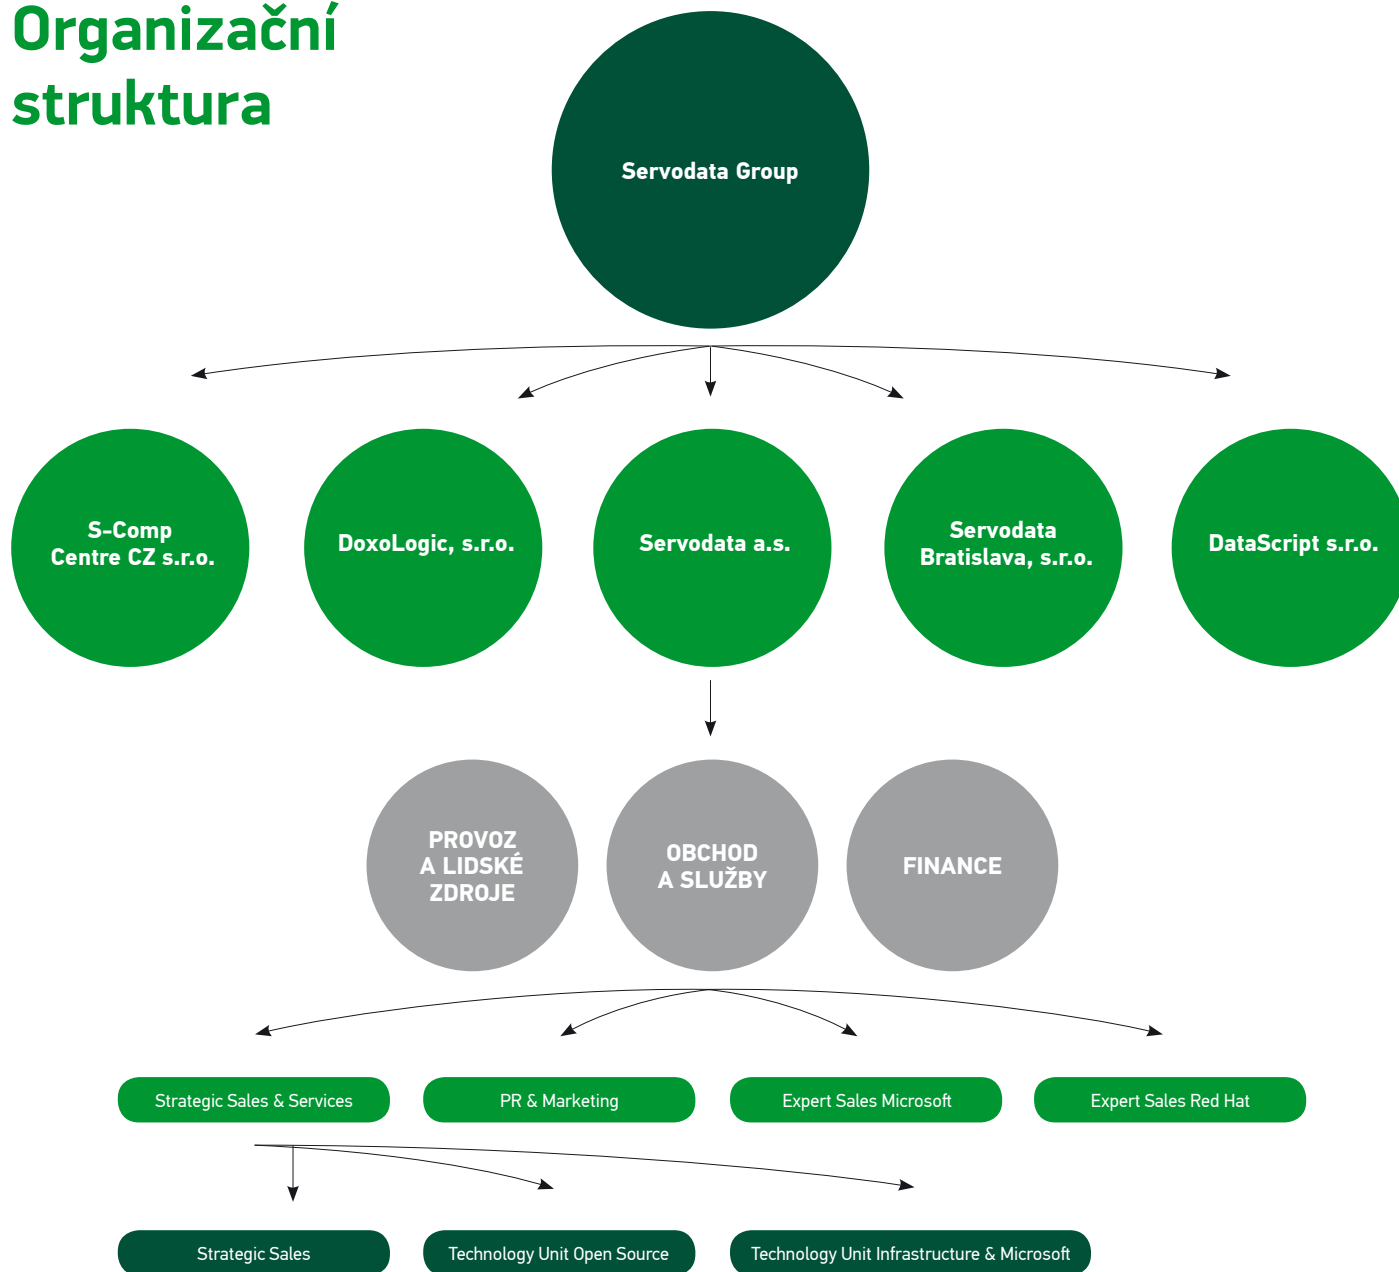 Organizační
struktura
Servodata Group
S-Comp
Centre CZ s.r.o.
DoxoLogic, s.r.o.
Servodata a.s.
Servodata
Bratislava, s.r.o.
DataScript s.r.o.
PROVOZ
A LIDSKÉ
ZDROJE
OBCHOD
A SLUŽBY
FINANCE
Strategic Sales & Services
PR & Marketing
Expert Sales Microsoft
Expert Sales Red Hat
Strategic Sales
Technology Unit Open Source
Technology Unit Infrastructure & Microsoft